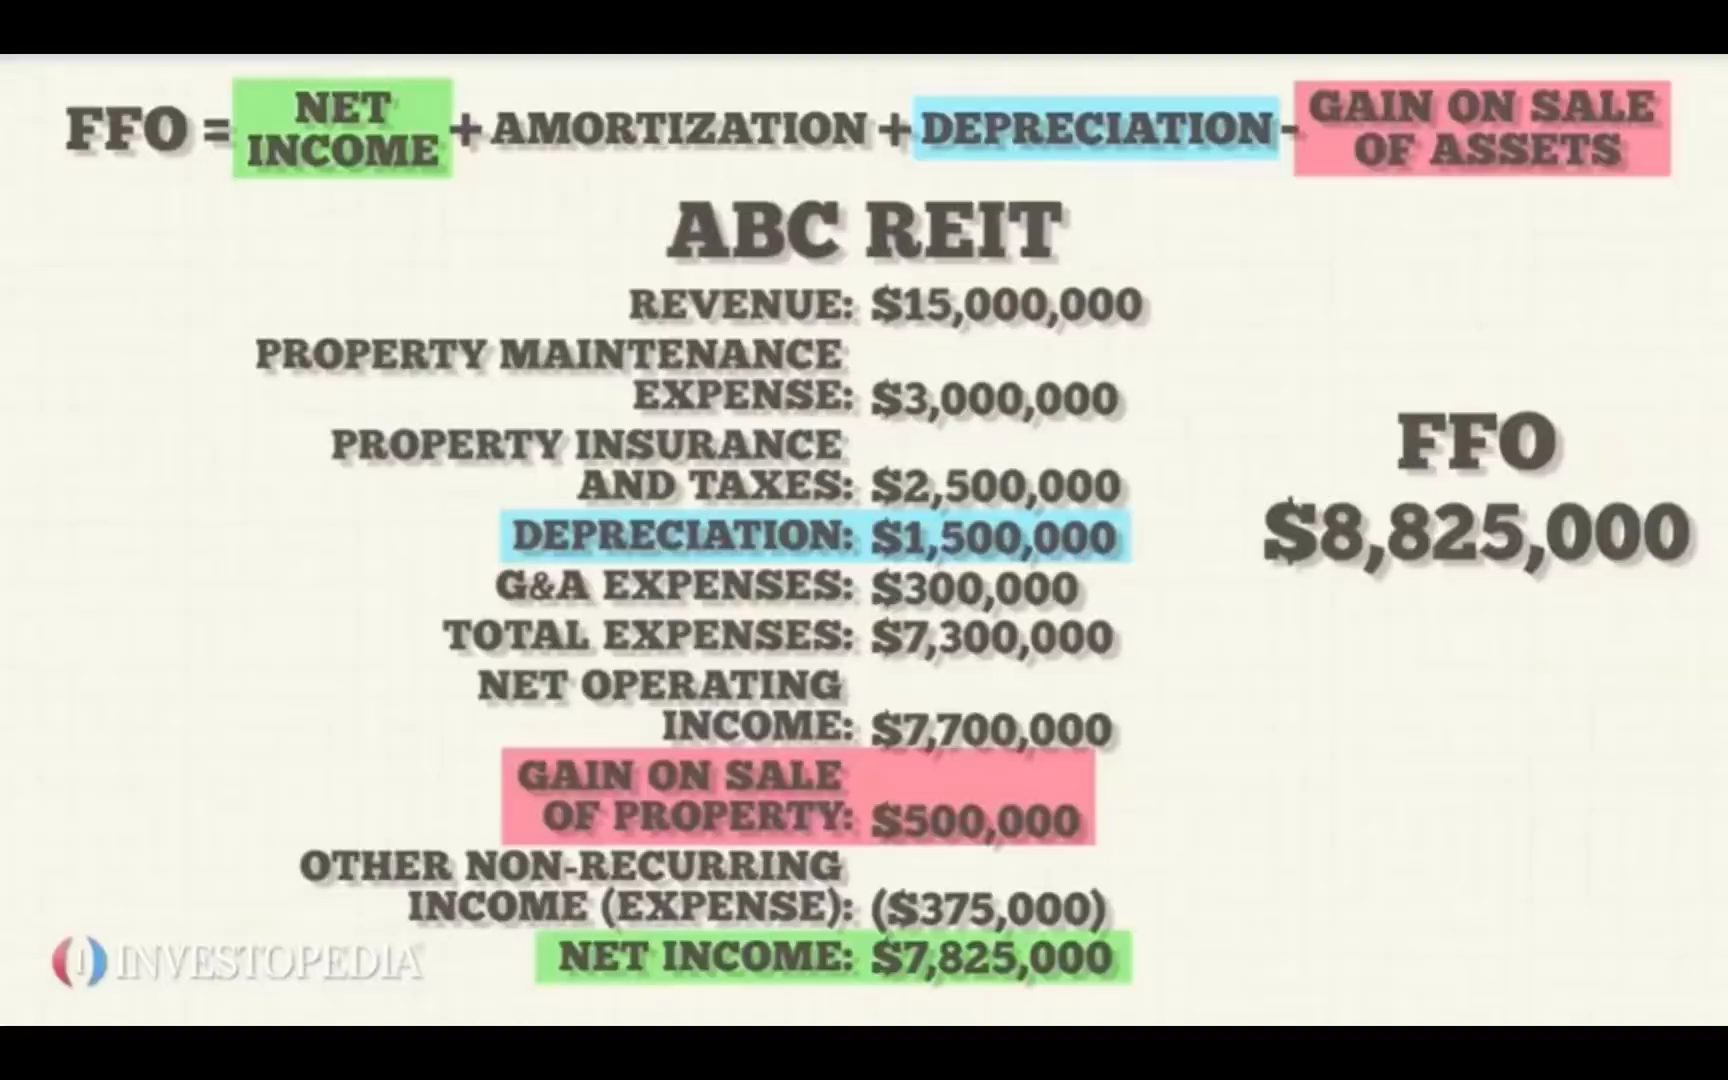 FFO = NET INCOME + AMORTIZATION + DEPRECIATION - GAIN ON SALE OF ASSETS
ABC REIT
REVENUE: $15,000,000
PROPERTY MAINTENANCE
EXPENSE: $3,000,000
PROPERTY INSURANCE
AND TAXES: $2,500,000
DEPRECIATION: $1,500,000
G&A EXPENSES: $300,000
TOTAL EXPENSES: $7,300,000
NET OPERATING
INCOME: $7,700,000
GAIN ON SALE
OF PROPERTY: $500,000
OTHER NON-RECURRING
INCOME (EXPENSE): ($375,000)
NET INCOME: $7,825,000
FFO
$8,825,000
INVESTOPEDIA